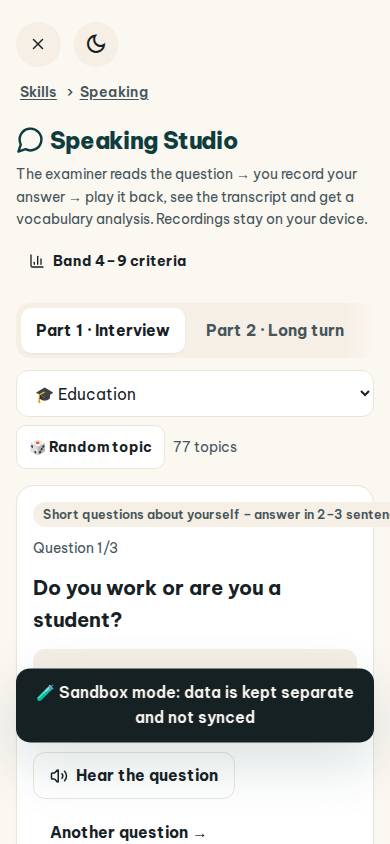 Skills › Speaking
Speaking Studio
The examiner reads the question → you record your
answer → play it back, see the transcript and get a
vocabulary analysis. Recordings stay on your device.
Band 4–9 criteria
Part 1 · Interview Part 2 · Long turn
🎓 Education
🎲 Random topic 77 topics
Short questions about yourself – answer in 2–3
Question 1/3
Do you work or are you a
student?
🧪 Sandbox mode: data is kept separate
and not synced
Hear the question
Another question →